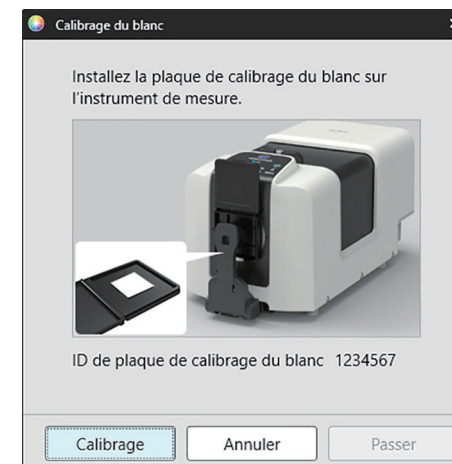 Calibrage du blanc
Installez la plaque de calibrage du blanc sur
l'instrument de mesure.
ID de plaque de calibrage du blanc 1234567
Calibrage
Annuler
Passer